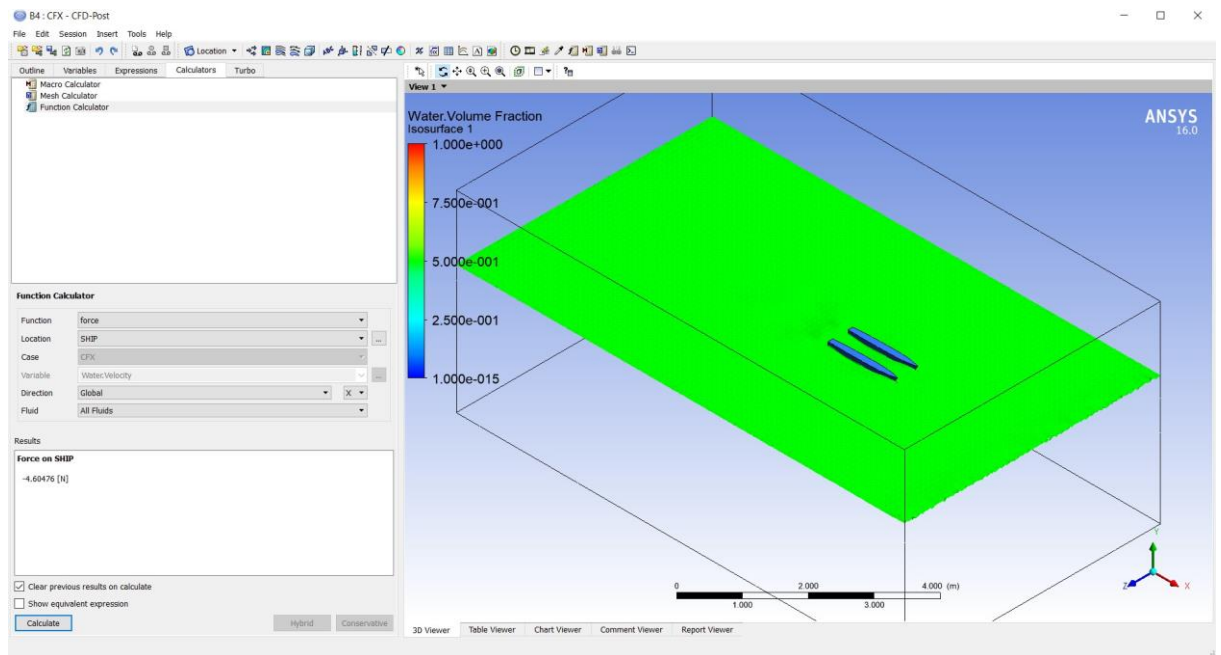 B4 : CFX - CFD-Post
File Edit Session Insert Tools Help
Location
Outline Variables Expressions Calculators Turbo
Macro Calculator
Mesh Calculator
Function Calculator
Function Calculator
Function force
Location SHIP
Case CFX
Variable Water.Velocity
Direction Global X
Fluid All Fluids
Results
Force on SHIP
-4.60476 [N]
Clear previous results on calculate
Show equivalent expression
Calculate Hybrid Conservative
View 1
Water.Volume Fraction
Isosurface 1
1.000e+000
7.500e-001
5.000e-001
2.500e-001
1.000e-015
ANSYS
16.0
0 2.000 4.000 (m)
1.000 3.000
Y
Z X
3D Viewer Table Viewer Chart Viewer Comment Viewer Report Viewer